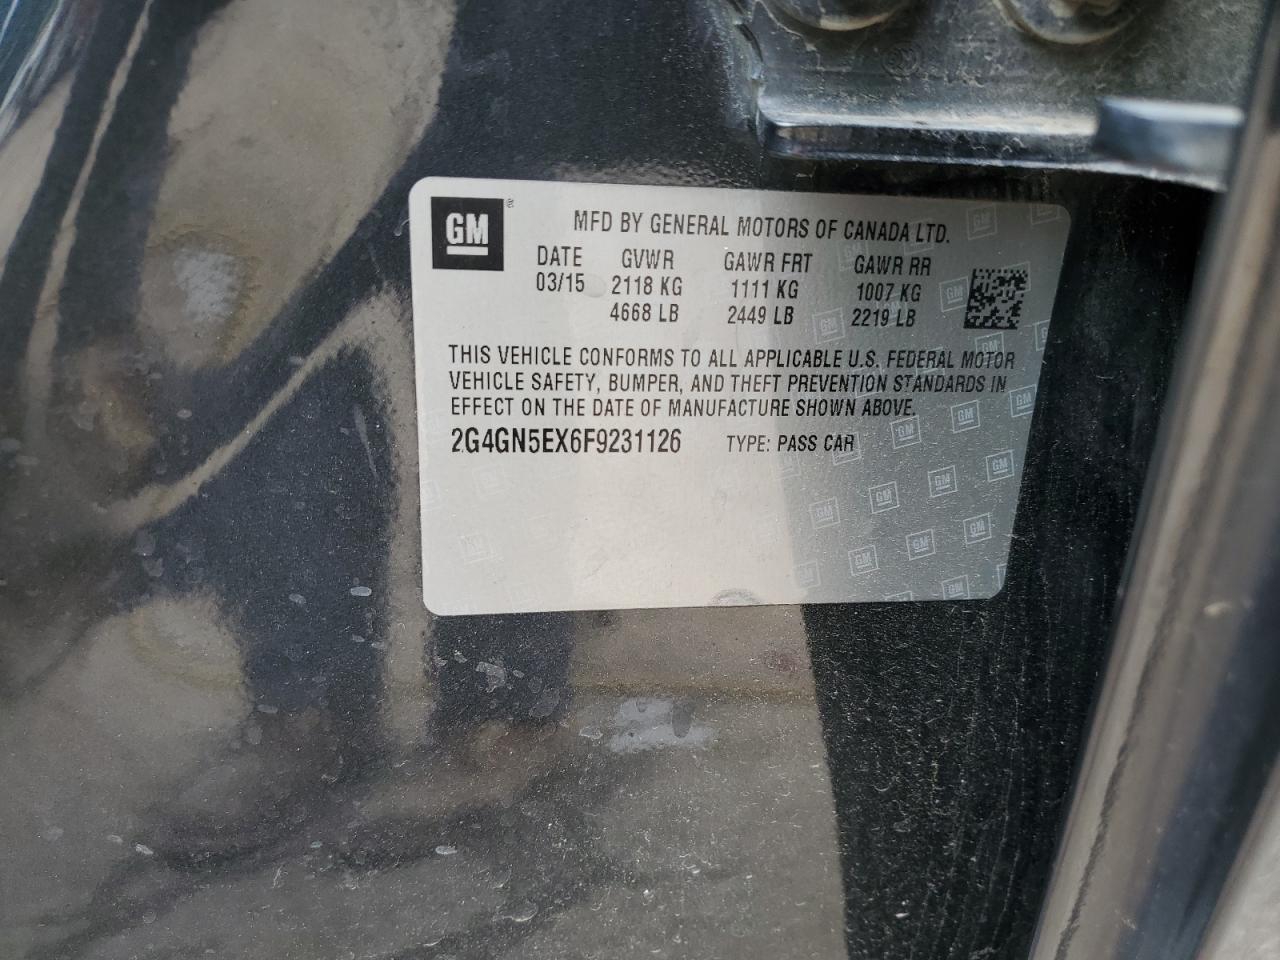 GM
MFD BY GENERAL MOTORS OF CANADA LTD.
DATE GVWR GAWR FRT GAWR RR
03/15 2118 KG 1111 KG 1007 KG
4668 LB 2449 LB 2219 LB
THIS VEHICLE CONFORMS TO ALL APPLICABLE U.S. FEDERAL MOTOR
VEHICLE SAFETY, BUMPER, AND THEFT PREVENTION STANDARDS IN
EFFECT ON THE DATE OF MANUFACTURE SHOWN ABOVE.
2G4GN5EX6F9231126 TYPE: PASS CAR